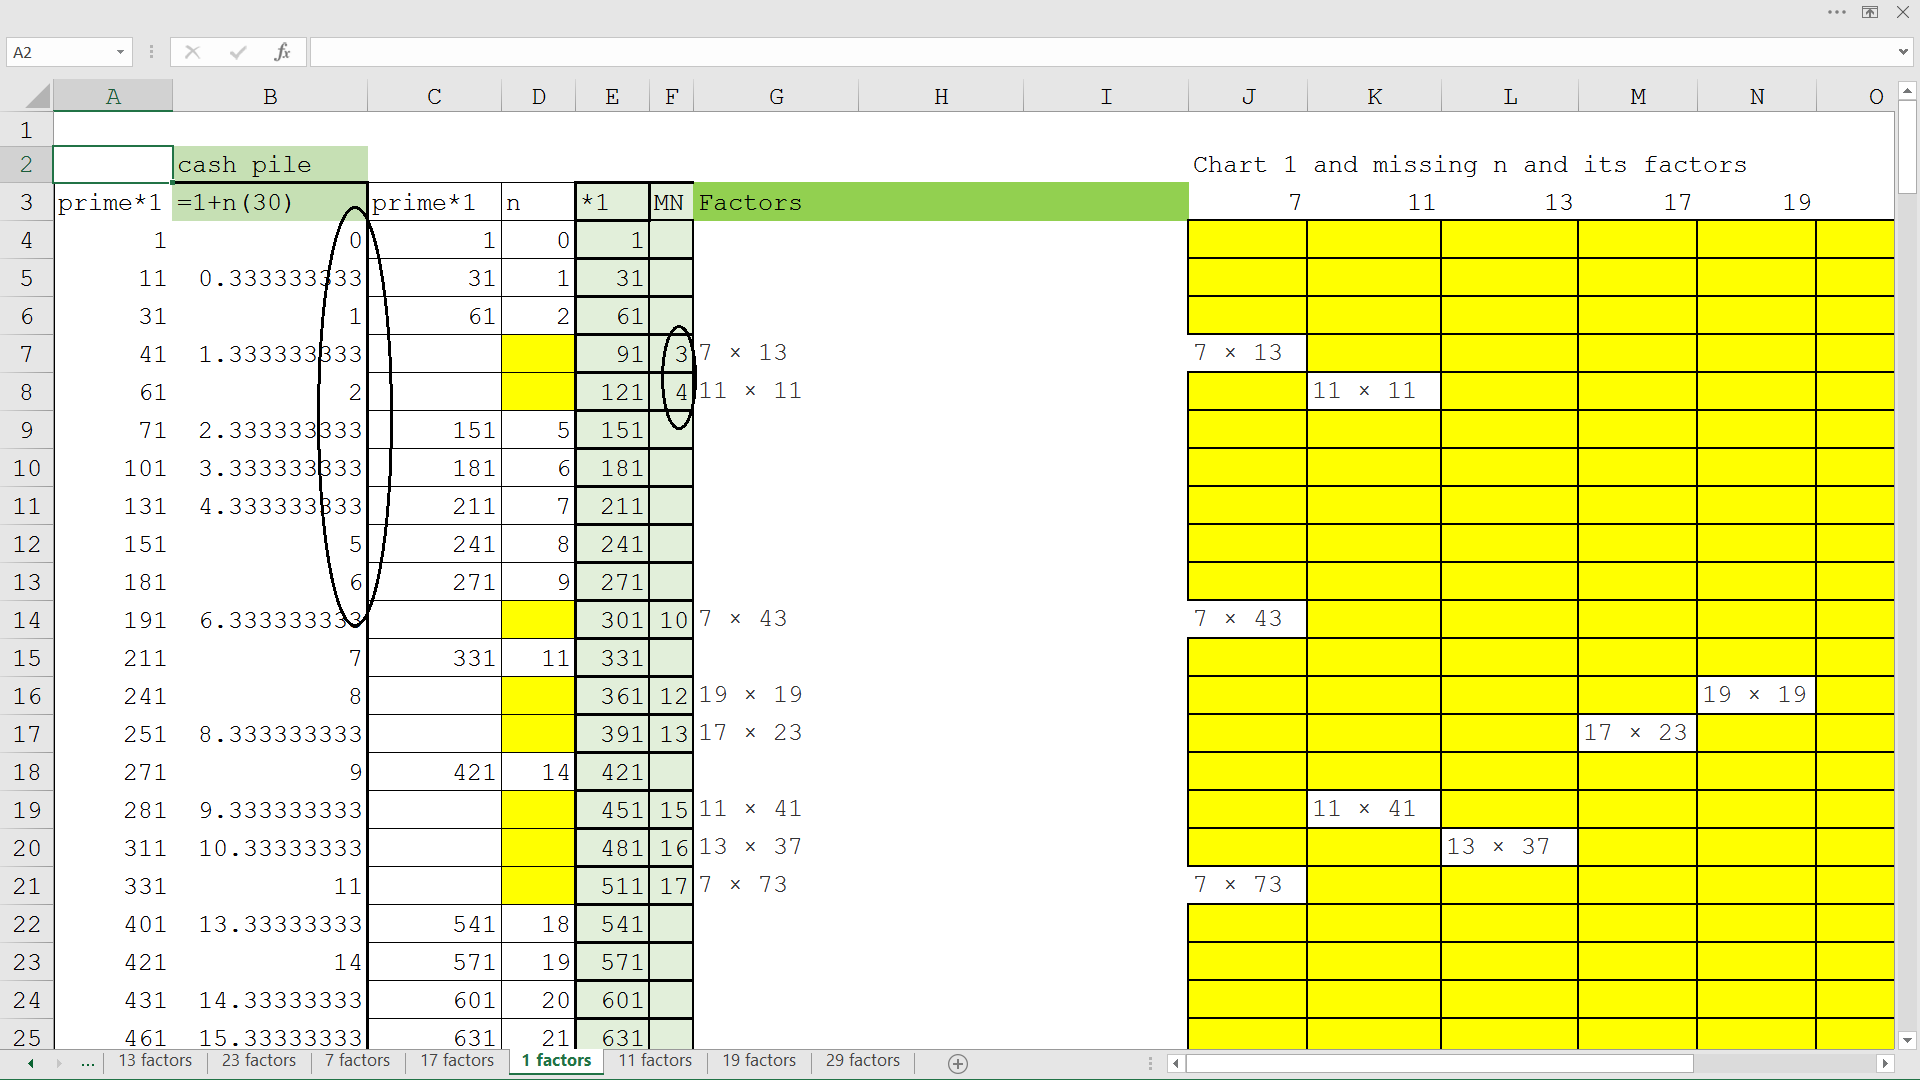 A2
fx
A B C D E F G H I J K L M N O
1
2 cash pile Chart 1 and missing n and its factors
3 prime*1 =1+n(30) prime*1 n *1 MN Factors 7 11 13 17 19
4 1 0 1 0 1
5 11 0.333333333 31 1 31
6 31 1 61 2 61
7 41 1.333333333 91 3 7 × 13 7 × 13
8 61 2 121 4 11 × 11 11 × 11
9 71 2.333333333 151 5 151
10 101 3.333333333 181 6 181
11 131 4.333333333 211 7 211
12 151 5 241 8 241
13 181 6 271 9 271
14 191 6.333333333 301 10 7 × 43 7 × 43
15 211 7 331 11 331
16 241 8 361 12 19 × 19 19 × 19
17 251 8.333333333 391 13 17 × 23 17 × 23
18 271 9 421 14 421
19 281 9.333333333 451 15 11 × 41 11 × 41
20 311 10.33333333 481 16 13 × 37 13 × 37
21 331 11 511 17 7 × 73 7 × 73
22 401 13.33333333 541 18 541
23 421 14 571 19 571
24 431 14.33333333 601 20 601
25 461 15.33333333 631 21 631
... 13 factors 23 factors 7 factors 17 factors 1 factors 11 factors 19 factors 29 factors